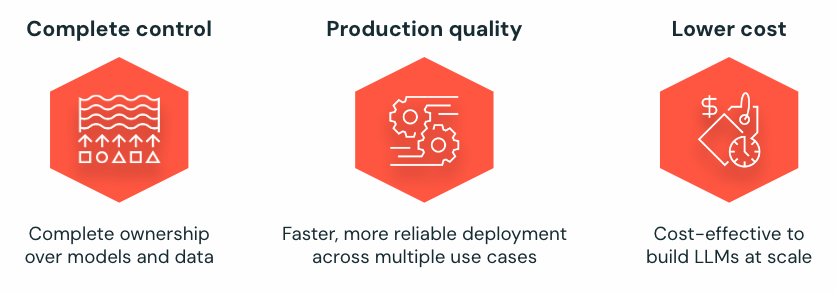 Complete control
Production quality
Lower cost
$
Complete ownership
over models and data
Faster, more reliable deployment
across multiple use cases
Cost-effective to
build LLMs at scale